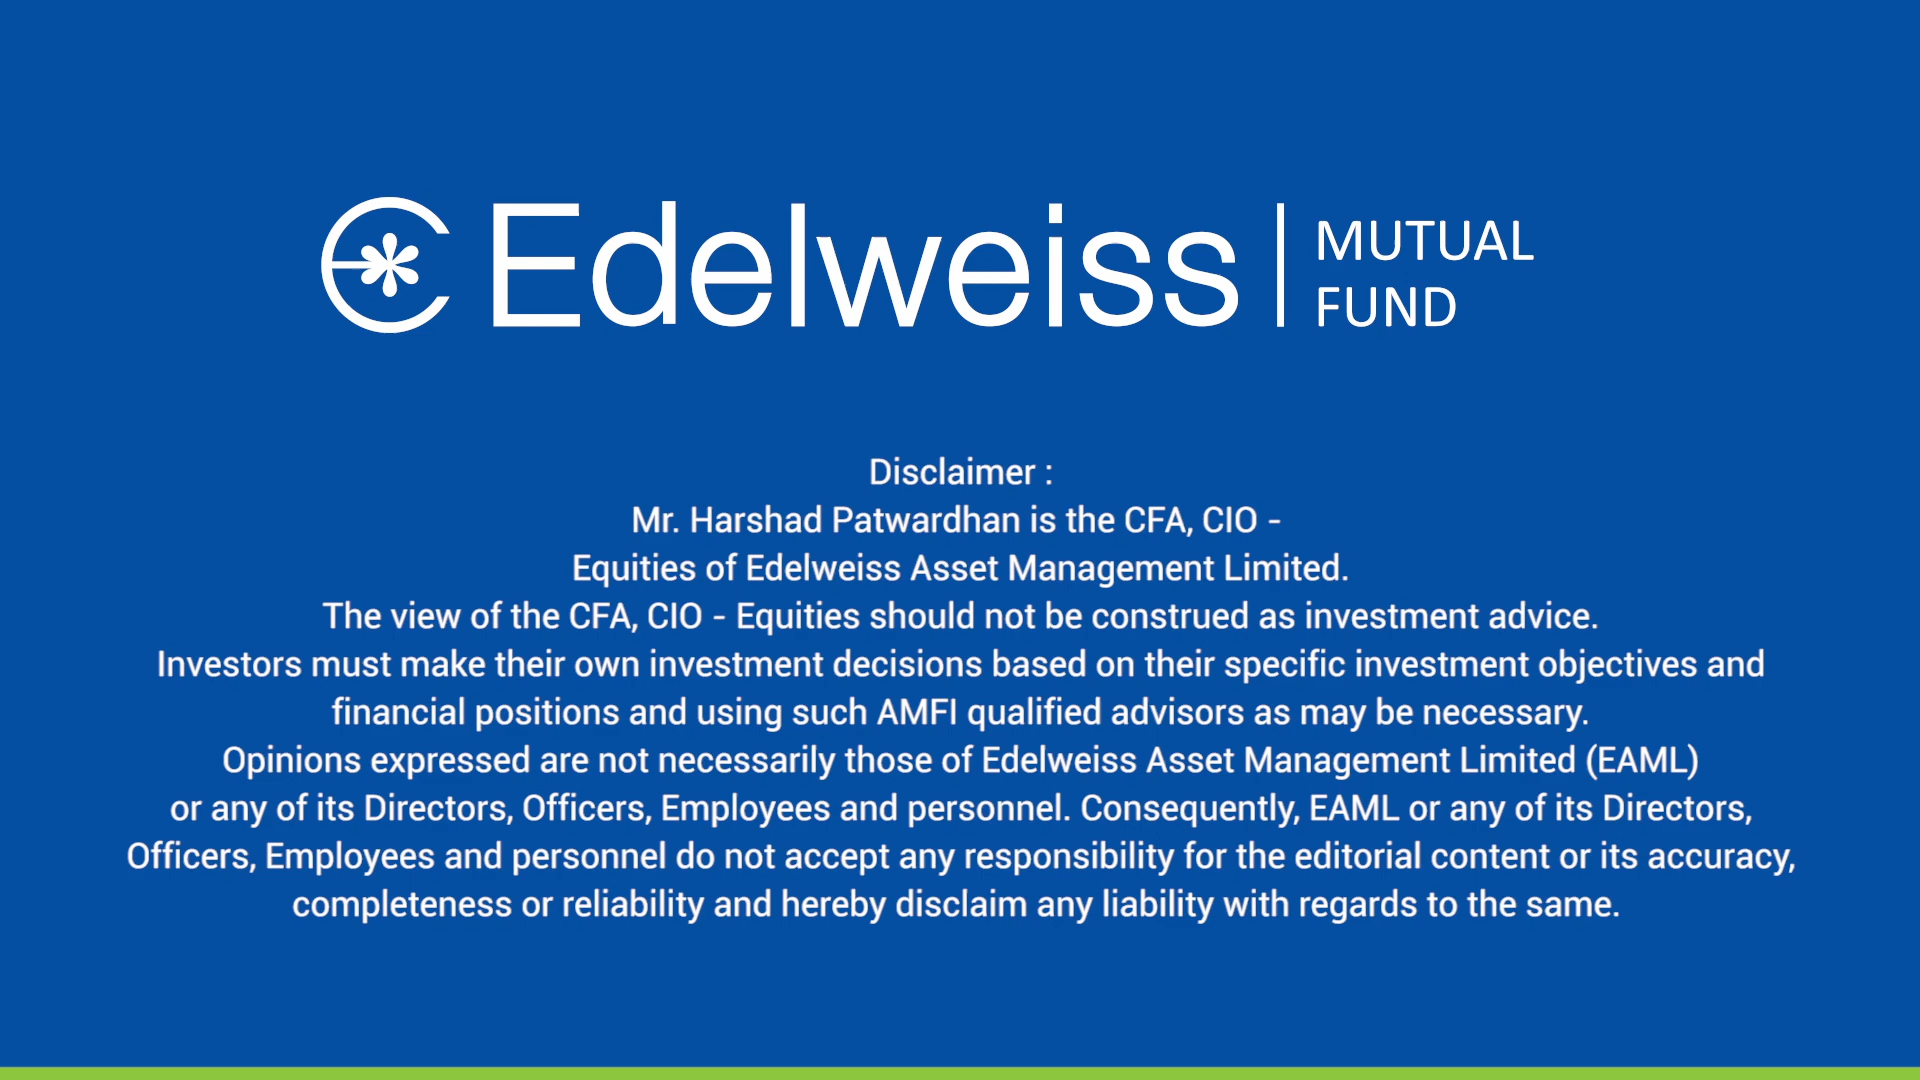 Edelweiss
MUTUAL
FUND
Disclaimer :
Mr. Harshad Patwardhan is the CFA, CIO -
Equities of Edelweiss Asset Management Limited.
The view of the CFA, CIO - Equities should not be construed as investment advice.
Investors must make their own investment decisions based on their specific investment objectives and
financial positions and using such AMFI qualified advisors as may be necessary.
Opinions expressed are not necessarily those of Edelweiss Asset Management Limited (EAML)
or any of its Directors, Officers, Employees and personnel. Consequently, EAML or any of its Directors,
Officers, Employees and personnel do not accept any responsibility for the editorial content or its accuracy,
completeness or reliability and hereby disclaim any liability with regards to the same.